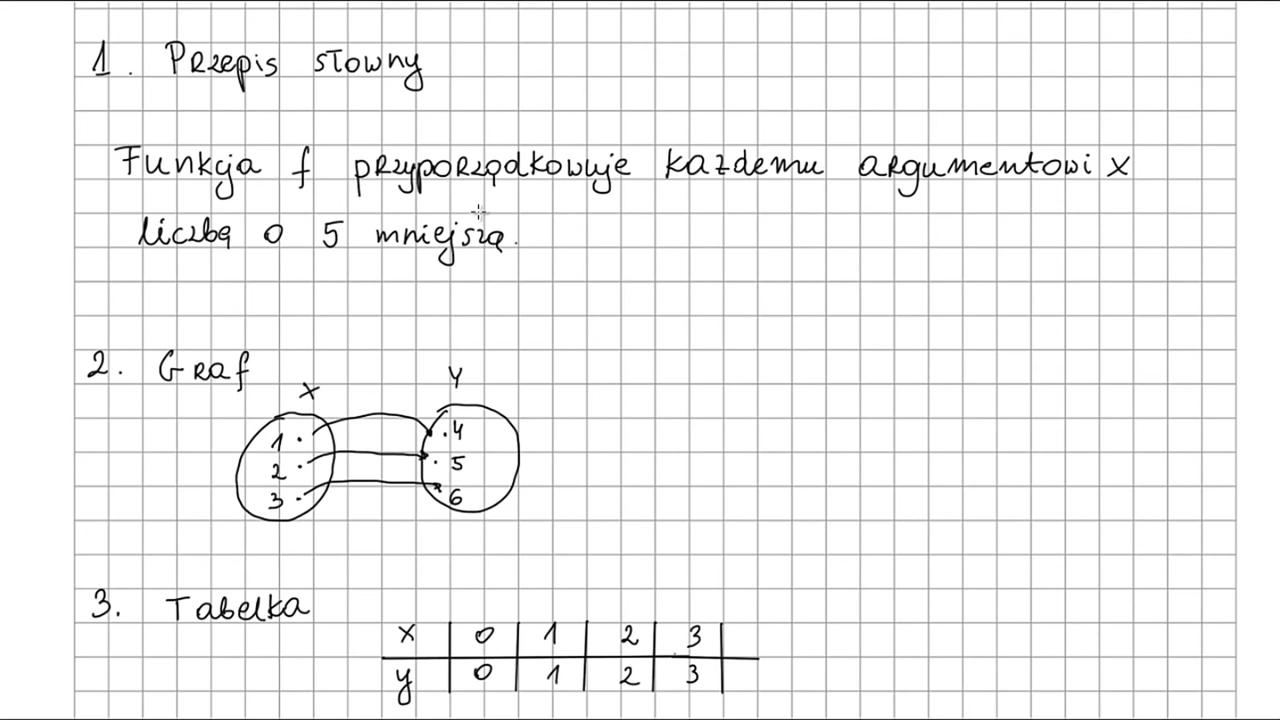 1. Przepis słowny
Funkcja f przyporządkowuje każdemu argumentowi x
liczbę o 5 mniejszą.
2. Graf
X Y
1 4
2 5
3 6
3. Tabelka
x 0 1 2 3
y 0 1 2 3